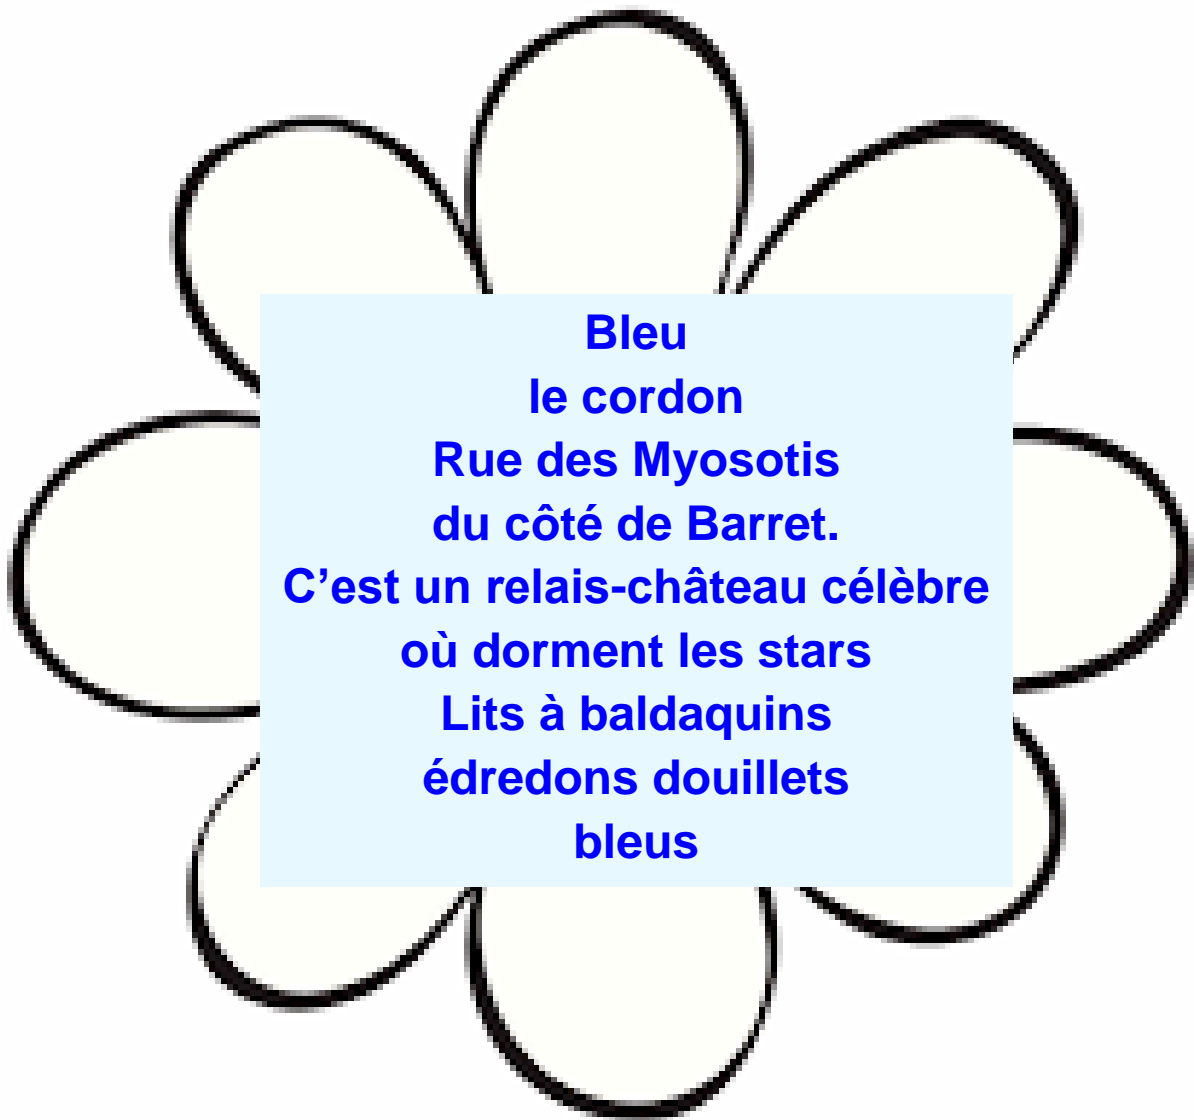 Bleu
le cordon
Rue des Myosotis
du côté de Barret.
C’est un relais-château célèbre
où dorment les stars
Lits à baldaquins
édredons douillets
bleus